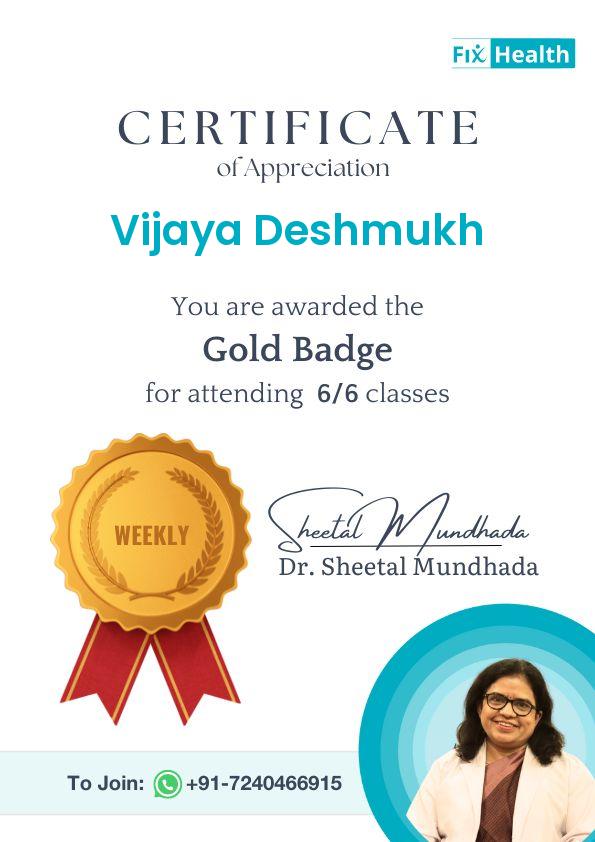 Fix Health
CERTIFICATE
of Appreciation
Vijaya Deshmukh
You are awarded the
Gold Badge
for attending 6/6 classes
WEEKLY
Sheetal Mundhada
Dr. Sheetal Mundhada
To Join: +91-7240466915